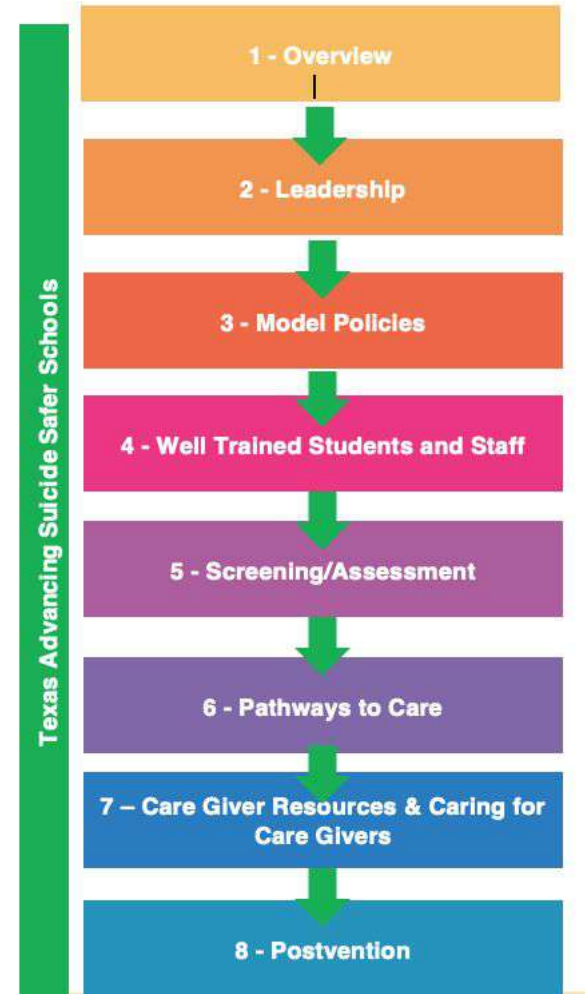 Texas Advancing Suicide Safer Schools
1 - Overview
2 - Leadership
3 - Model Policies
4 - Well Trained Students and Staff
5 - Screening/Assessment
6 - Pathways to Care
7 – Care Giver Resources & Caring for
Care Givers
8 - Postvention